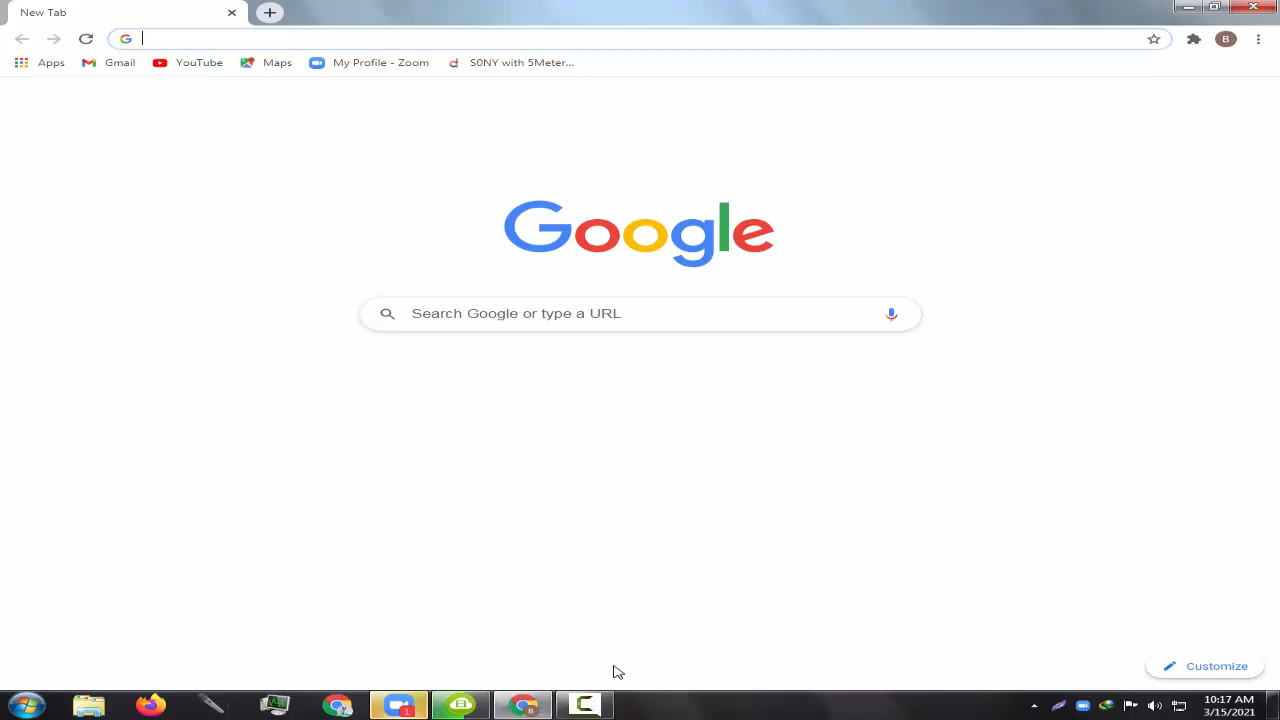 New Tab
Apps
Gmail
YouTube
Maps
My Profile - Zoom
S0NY with 5Meter...
B
Google
Search Google or type a URL
Customize
1
B
10:17 AM
3/15/2021